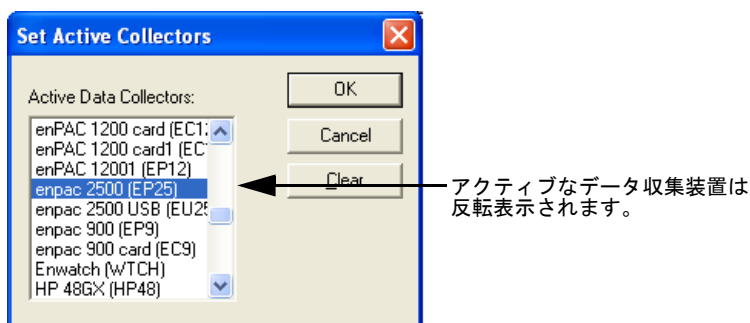 Set Active Collectors
Active Data Collectors:
OK
Cancel
Clear
enPAC 1200 card (EC1
enPAC 1200 card1 (EC
enPAC 12001 (EP12)
enpac 2500 (EP25)
enpac 2500 USB (EU25
enpac 900 (EP9)
enpac 900 card (EC9)
Enwatch (WTCH)
HP 48GX (HP48)
アクティブなデータ収集装置は
反転表示されます。